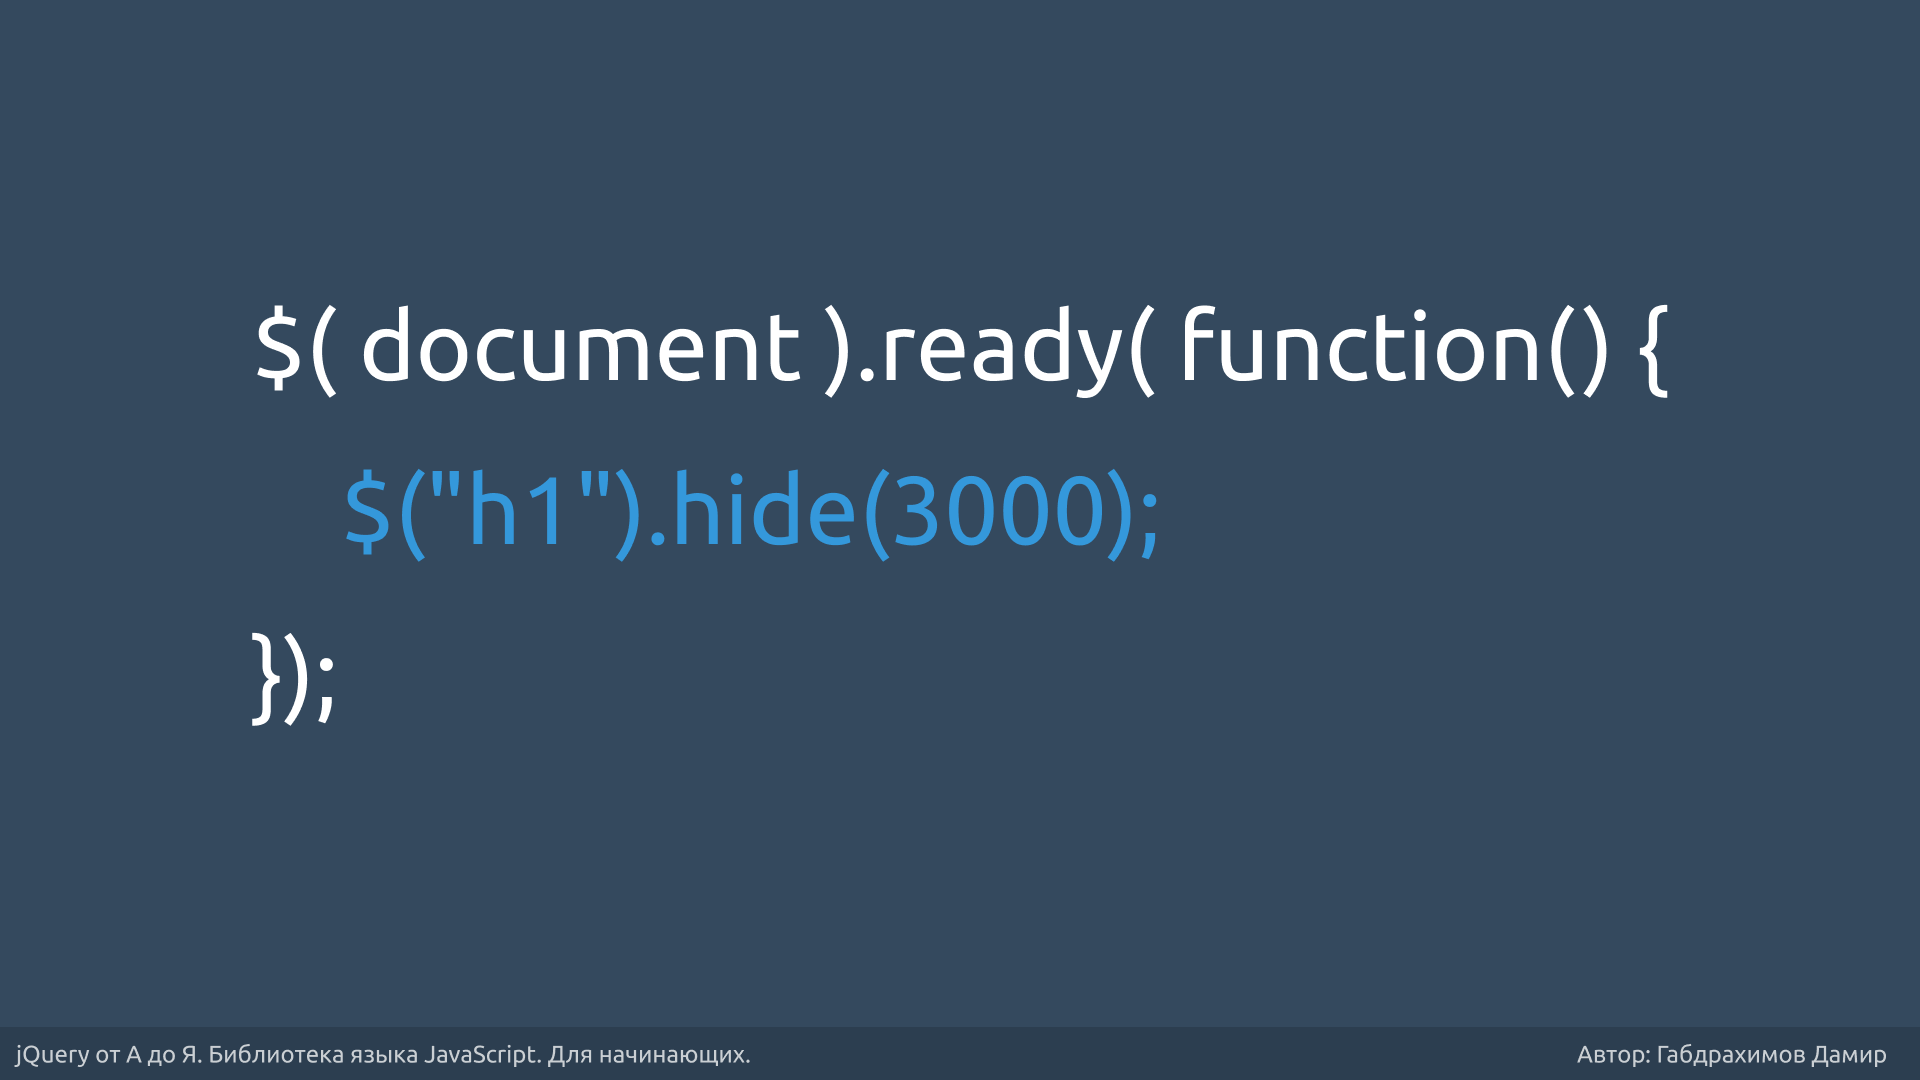 $( document ).ready( function() {
$("h1").hide(3000);
});
jQuery от А до Я. Библиотека языка JavaScript. Для начинающих.
Автор: Габдрахимов Дамир